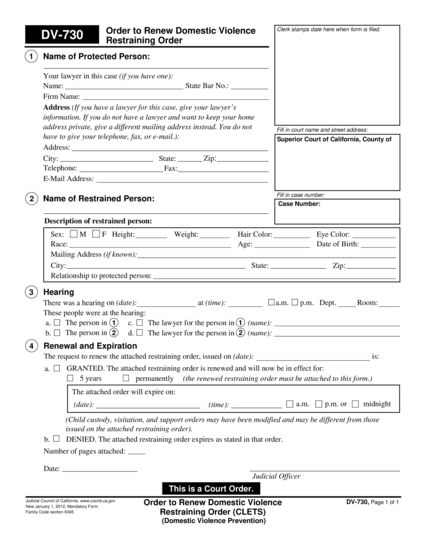 DV-730
Order to Renew Domestic Violence
Restraining Order
Clerk stamps date here when form is filed.
1 Name of Protected Person:
Your lawyer in this case (if you have one):
Name: State Bar No.:
Firm Name:
Address (If you have a lawyer for this case, give your lawyer's
information. If you do not have a lawyer and want to keep your home
address private, give a different mailing address instead. You do not
have to give your telephone, fax, or e-mail.):
Address:
City: State: Zip:
Telephone: Fax:
E-Mail Address:
Fill in court name and street address:
Superior Court of California, County of
Fill in case number:
Case Number:
2 Name of Restrained Person:
Description of restrained person:
Sex: M F Height: Weight: Hair Color: Eye Color:
Race: Age: Date of Birth:
Mailing Address (if known):
City: State: Zip:
Relationship to protected person:
3 Hearing
There was a hearing on (date): at (time): a.m. p.m. Dept. Room:
These people were at the hearing:
a. The person in 1 c. The lawyer for the person in 1 (name):
b. The person in 2 d. The lawyer for the person in 2 (name):
4 Renewal and Expiration
The request to renew the attached restraining order, issued on (date): is:
a. GRANTED. The attached restraining order is renewed and will now be in effect for:
5 years permanently (the renewed restraining order must be attached to this form.)
The attached order will expire on:
(date): (time): a.m. p.m. or midnight
(Child custody, visitation, and support orders may have been modified and may be different from those
issued on the attached restraining order).
b. DENIED. The attached restraining order expires as stated in that order.
Number of pages attached:
Date:
Judicial Officer
This is a Court Order.
Judicial Council of California, www.courts.ca.gov
New January 1, 2012, Mandatory Form
Family Code section 6345
Order to Renew Domestic Violence
Restraining Order (CLETS)
(Domestic Violence Prevention)
DV-730, Page 1 of 1